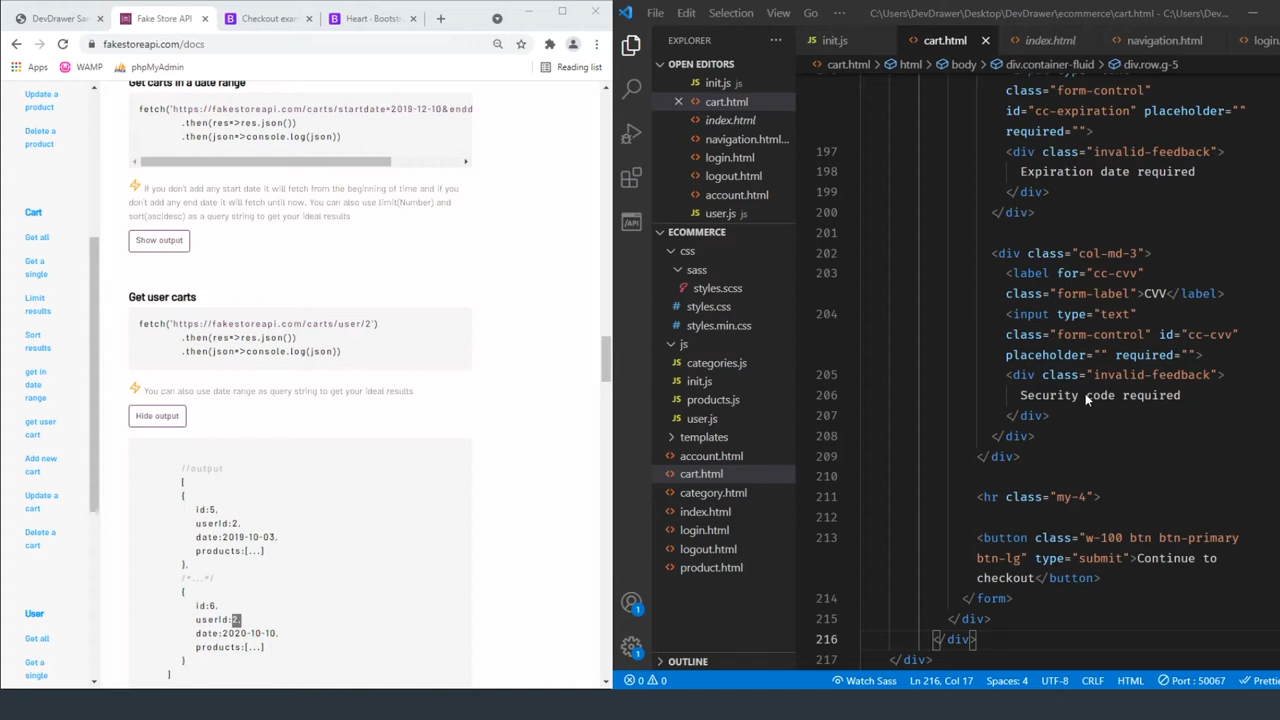 DevDrawer San
Fake Store API
Checkout exam
Heart - Bootstr
fakestoreapi.com/docs
Apps
WAMP
phpMyAdmin
Reading list
Update a
product
Delete a
product
Cart
Get all
Get a
single
Limit
results
Sort
results
get in
date
range
get user
cart
Add new
cart
Update a
cart
Delete a
cart
User
Get all
Get a
single
Get carts in a date range
fetch('https://fakestoreapi.com/carts/startdate=2019-12-10&endd
.then(res=>res.json())
.then(json=>console.log(json))
If you don't add any start date it will fetch from the beginning of time and if you
don't add any end date it will fetch until now. You can also use limit(Number) and
sort(asc|desc) as a query string to get your ideal results
Show output
Get user carts
fetch('https://fakestoreapi.com/carts/user/2')
.then(res=>res.json())
.then(json=>console.log(json))
You can also use date range as query string to get your ideal results
Hide output
//output
[
{
id:5,
userId:2,
date:2019-10-03,
products:[...]
},
/*...*/
{
id:6,
userId:2,
date:2020-10-10,
products:[...]
}
]
File Edit Selection View Go ··· C:\Users\DevDrawer\Desktop\DevDrawer\ecommerce\cart.html - C:\Users\Dev...
EXPLORER
OPEN EDITORS
init.js js
cart.html
index.html
navigation.html...
login.html
logout.html
account.html
user.js js
ECOMMERCE
css
sass
styles.scss
styles.css
styles.min.css
js
categories.js
init.js
products.js
user.js
templates
account.html
cart.html
category.html
index.html
login.html
logout.html
product.html
OUTLINE
init.js
cart.html
index.html
navigation.html
login
cart.html > html > body > div.container-fluid > div.row.g-5
class="form-control"
id="cc-expiration" placeholder=""
required="">
197 <div class="invalid-feedback">
198 Expiration date required
199 </div>
200 </div>
201
202 <div class="col-md-3">
203 <label for="cc-cvv"
class="form-label">CVV</label>
204 <input type="text"
class="form-control" id="cc-cvv"
placeholder="" required="">
205 <div class="invalid-feedback">
206 Security code required
207 </div>
208 </div>
209 </div>
210
211 <hr class="my-4">
212
213 <button class="w-100 btn btn-primary
btn-lg" type="submit">Continue to
checkout</button>
214 </form>
215 </div>
216 </div>
217 </div>
0 0 Watch Sass Ln 216, Col 17 Spaces: 4 UTF-8 CRLF HTML Port : 50067 Prettie